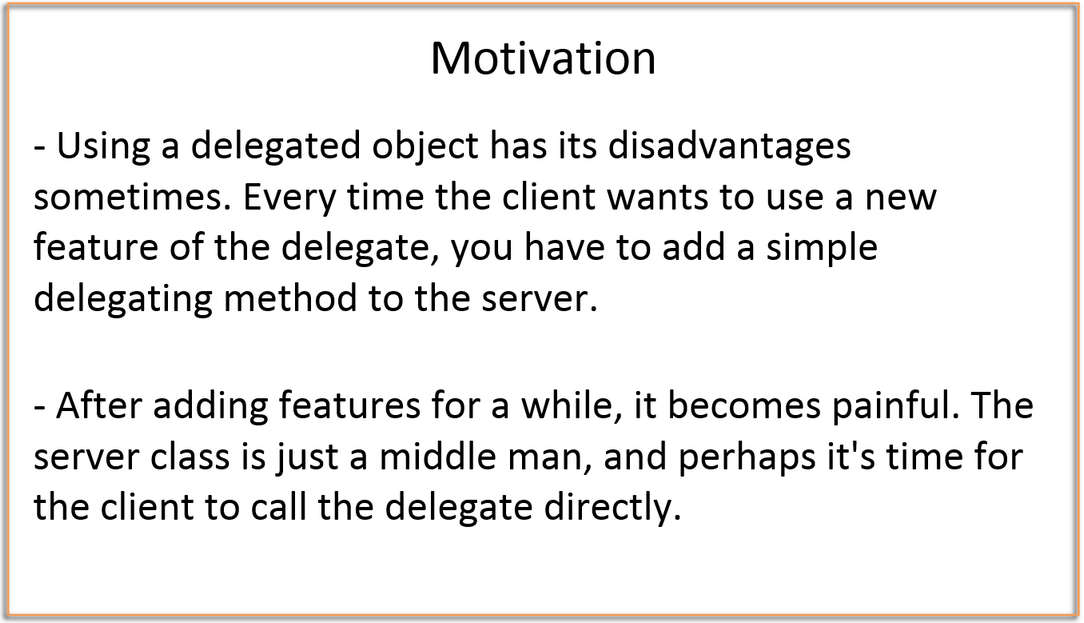 Motivation
- Using a delegated object has its disadvantages
sometimes. Every time the client wants to use a new
feature of the delegate, you have to add a simple
delegating method to the server.
- After adding features for a while, it becomes painful. The
server class is just a middle man, and perhaps it's time for
the client to call the delegate directly.